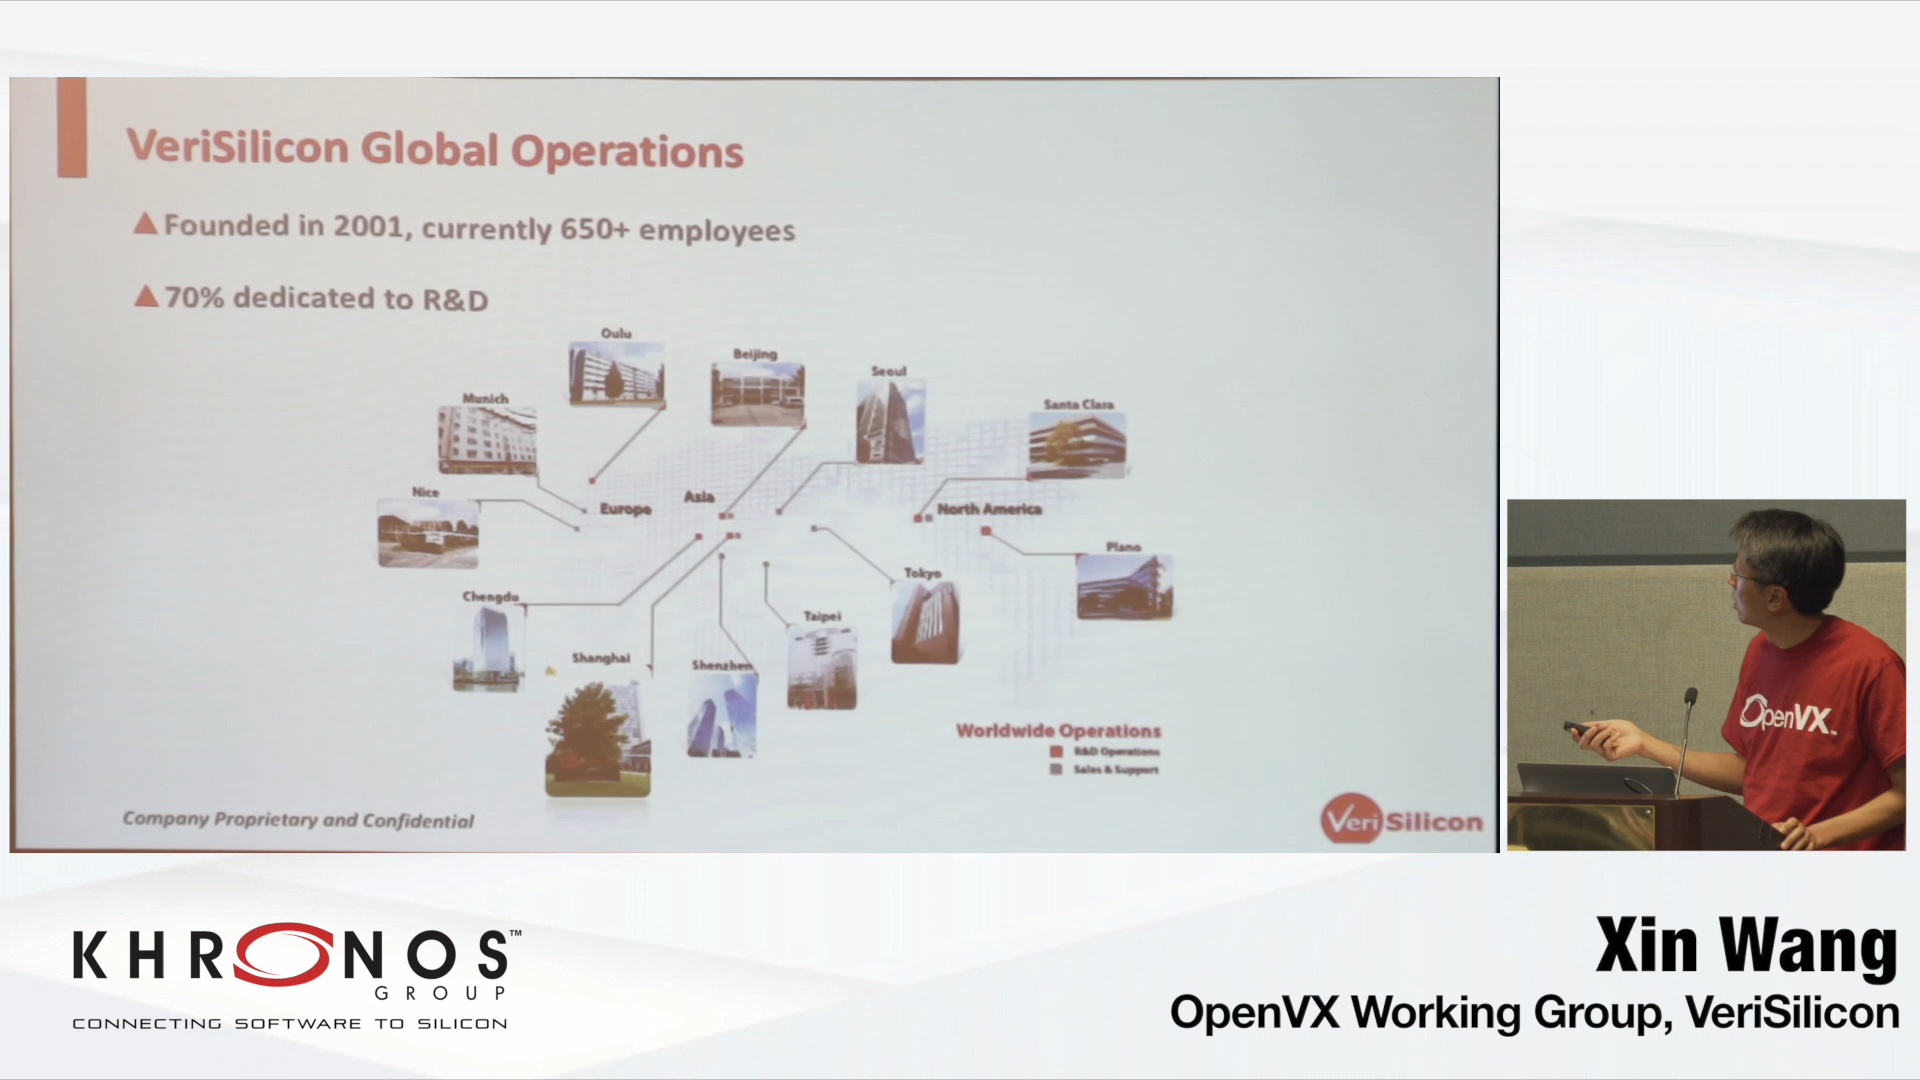 VeriSilicon Global Operations
Founded in 2001, currently 650+ employees
70% dedicated to R&D
Oulu
Beijing
Seoul
Munich
Santa Clara
Nice
Asia
Europe
North America
Plano
Tokyo
Chengdu
Taipei
Shanghai
Shenzhen
Worldwide Operations
R&D Operations
Sales & Support
Company Proprietary and Confidential
VeriSilicon
OpenVX™
KHRONOS™
GROUP
CONNECTING SOFTWARE TO SILICON
Xin Wang
OpenVX Working Group, VeriSilicon